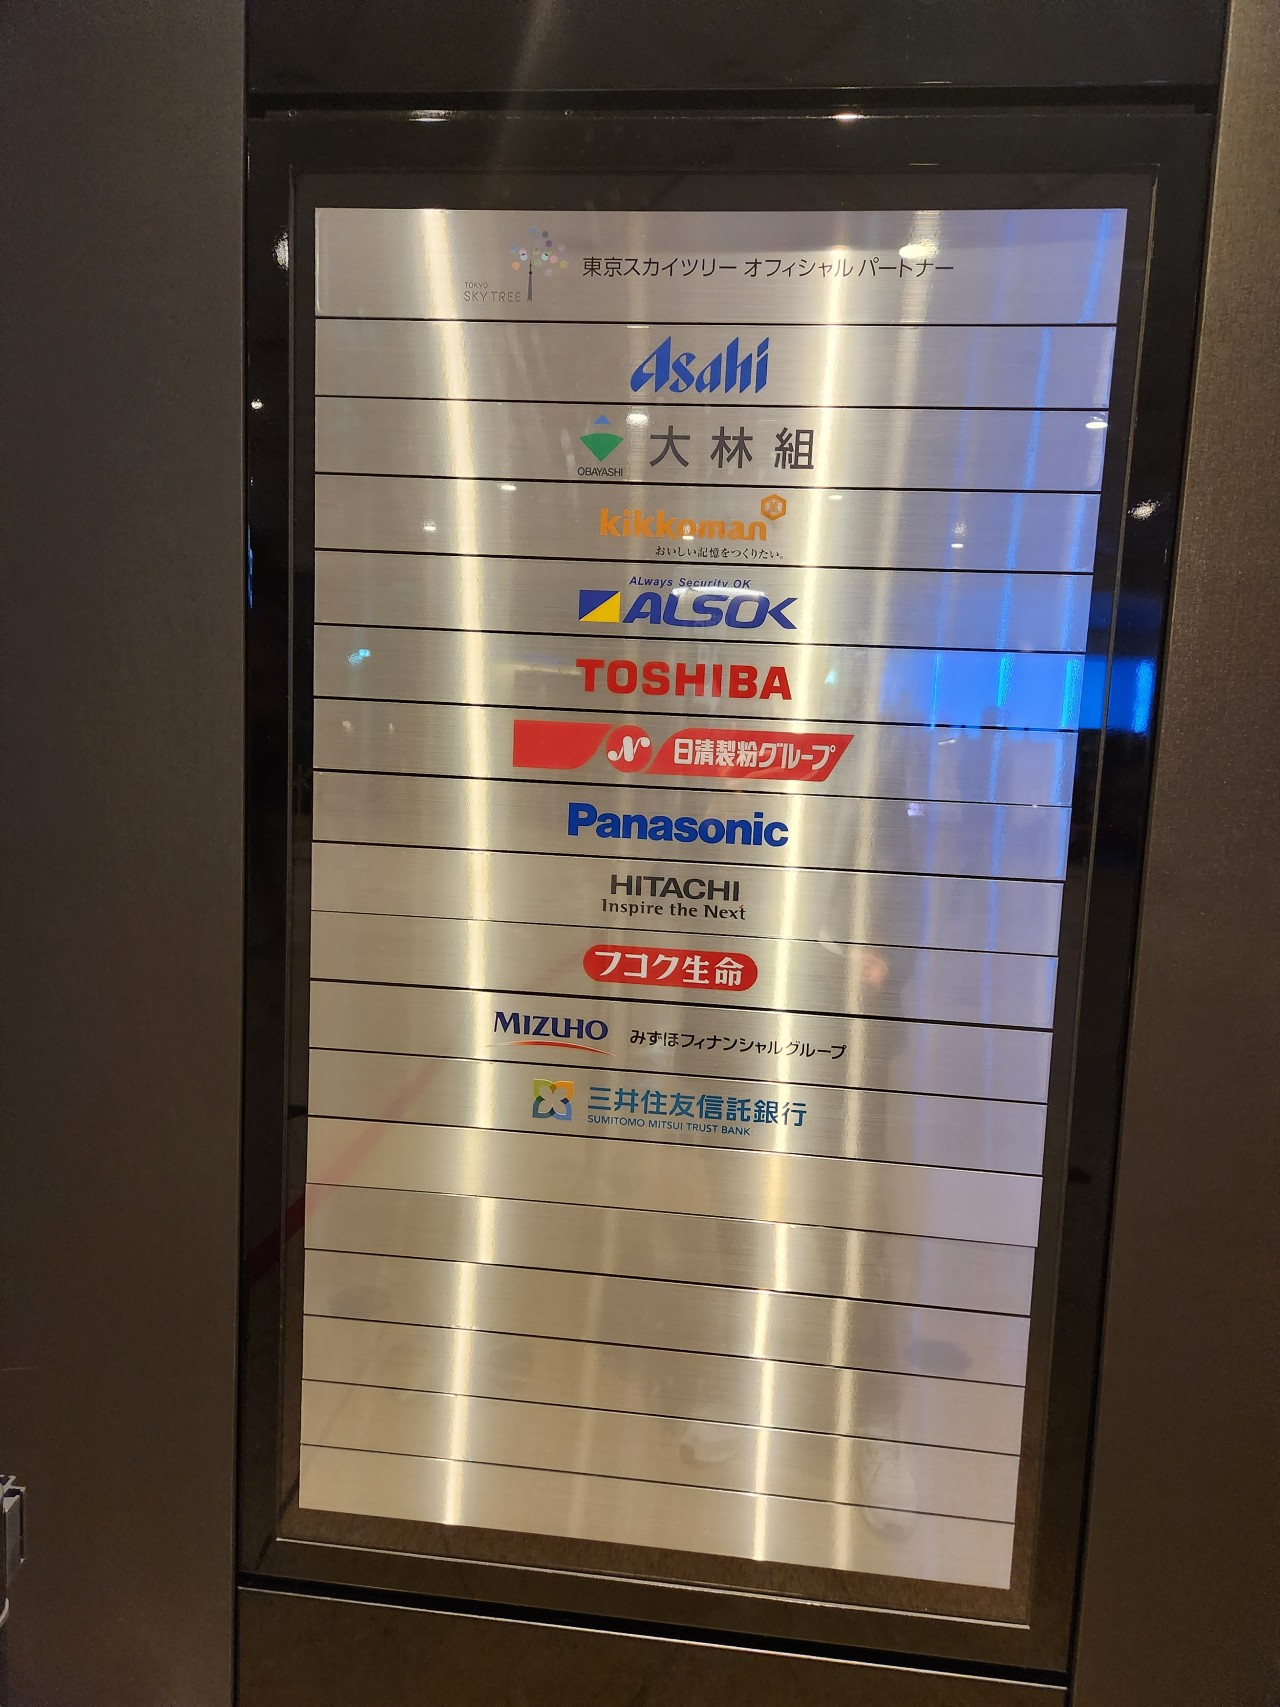 TOKYO
SKYTREE
東京スカイツリー オフィシャル パートナー
Asahi
OBAYASHI
大林組
kikkoman
おいしい記憶をつくりたい。
ALways Security OK
ALSOK
TOSHIBA
N 日清製粉グループ
Panasonic
HITACHI
Inspire the Next
フコク生命
MIZUHO みずほフィナンシャルグループ
三井住友信託銀行
SUMITOMO MITSUI TRUST BANK